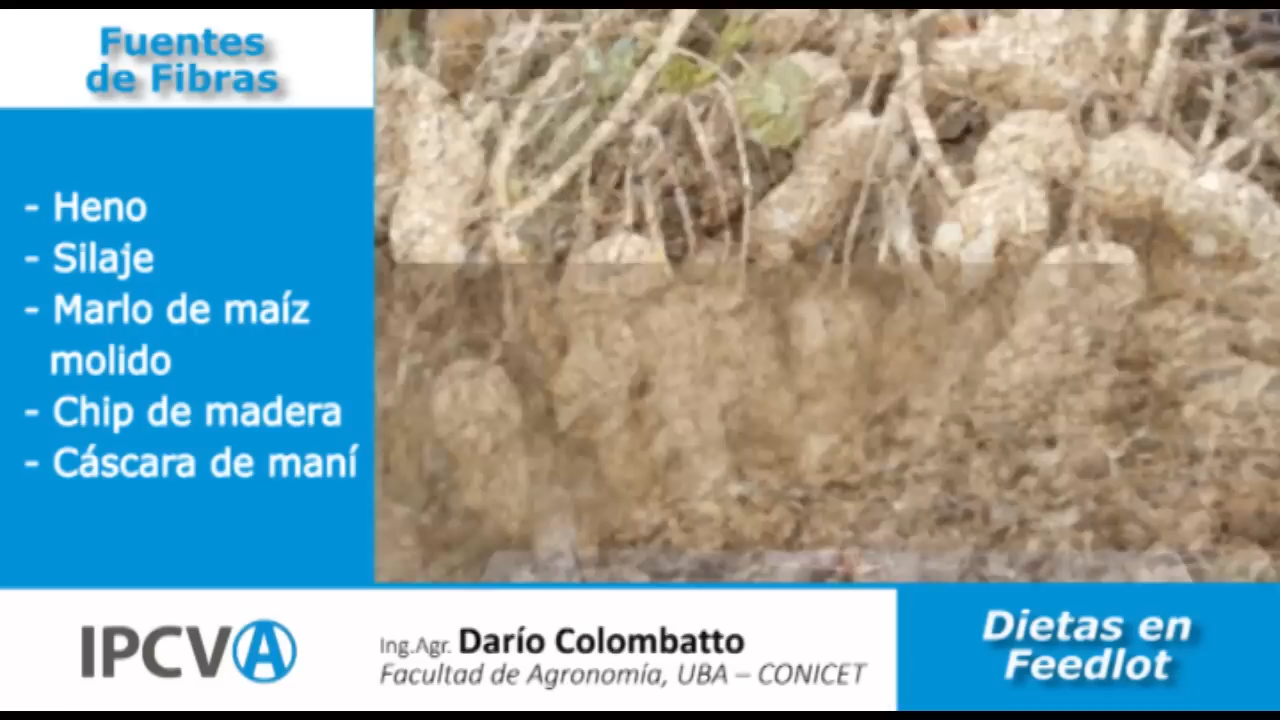 Fuentes
de Fibras
- Heno
- Silaje
- Marlo de maíz
molido
- Chip de madera
- Cáscara de maní
IPCVA
Ing.Agr. Darío Colombatto
Facultad de Agronomía, UBA – CONICET
Dietas en
Feedlot